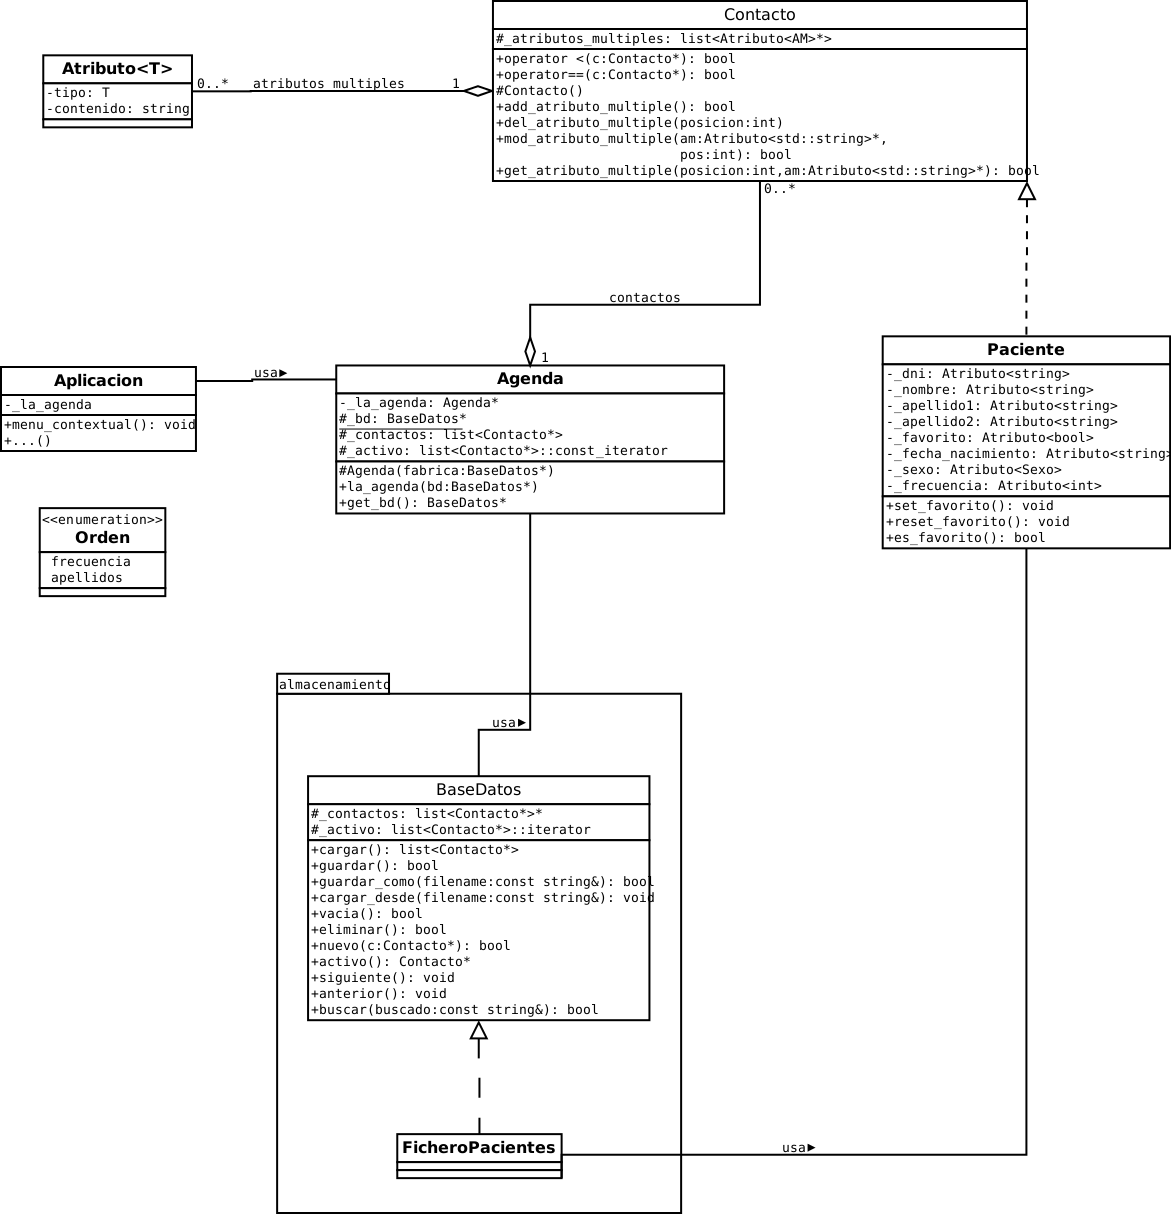 Contacto
#_atributos_multiples: list<Atributo<AM>*>
+operator <(c:Contacto*): bool
+operator==(c:Contacto*): bool
#Contacto()
+add_atributo_multiple(): bool
+del_atributo_multiple(posicion:int)
+mod_atributo_multiple(am:Atributo<std::string>*,
pos:int): bool
+get_atributo_multiple(posicion:int,am:Atributo<std::string>*): bool
Atributo<T>
-tipo: T
-contenido: string
0..* atributos multiples 1
0..*
contactos
1
Aplicacion
-_la_agenda
+menu_contextual(): void
+...()
usa▶
Agenda
-_la_agenda: Agenda*
#_bd: BaseDatos*
#_contactos: list<Contacto*>
#_activo: list<Contacto*>::const_iterator
#Agenda(fabrica:BaseDatos*)
+la_agenda(bd:BaseDatos*)
+get_bd(): BaseDatos*
Paciente
-_dni: Atributo<string>
-_nombre: Atributo<string>
-_apellido1: Atributo<string>
-_apellido2: Atributo<string>
-_favorito: Atributo<bool>
-_fecha_nacimiento: Atributo<string>
-_sexo: Atributo<Sexo>
-_frecuencia: Atributo<int>
+set_favorito(): void
+reset_favorito(): void
+es_favorito(): bool
<<enumeration>>
Orden
frecuencia
apellidos
almacenamiento
usa▶
BaseDatos
#_contactos: list<Contacto*>*
#_activo: list<Contacto*>::iterator
+cargar(): list<Contacto*>
+guardar(): bool
+guardar_como(filename:const string&): bool
+cargar_desde(filename:const string&): void
+vacia(): bool
+eliminar(): bool
+nuevo(c:Contacto*): bool
+activo(): Contacto*
+siguiente(): void
+anterior(): void
+buscar(buscado:const string&): bool
FicheroPacientes
usa▶